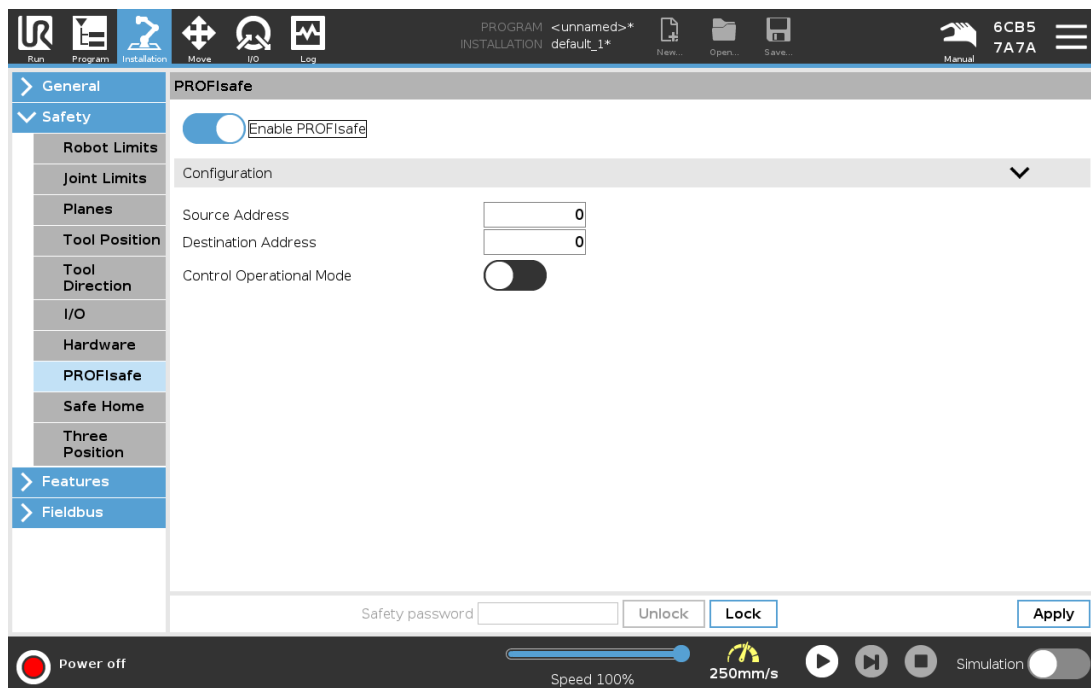 UR
PROGRAM <unnamed>*
INSTALLATION default_1*
Run
Program
Installation
Move
I/O
Log
New...
Open...
Save...
Manual
6CB5
7A7A
General
Safety
Robot Limits
Joint Limits
Planes
Tool Position
Tool
Direction
I/O
Hardware
PROFIsafe
Safe Home
Three
Position
Features
Fieldbus
PROFIsafe
Enable PROFIsafe
Configuration
Source Address 0
Destination Address 0
Control Operational Mode
Safety password Unlock Lock Apply
Power off
Speed 100%
250mm/s
Simulation